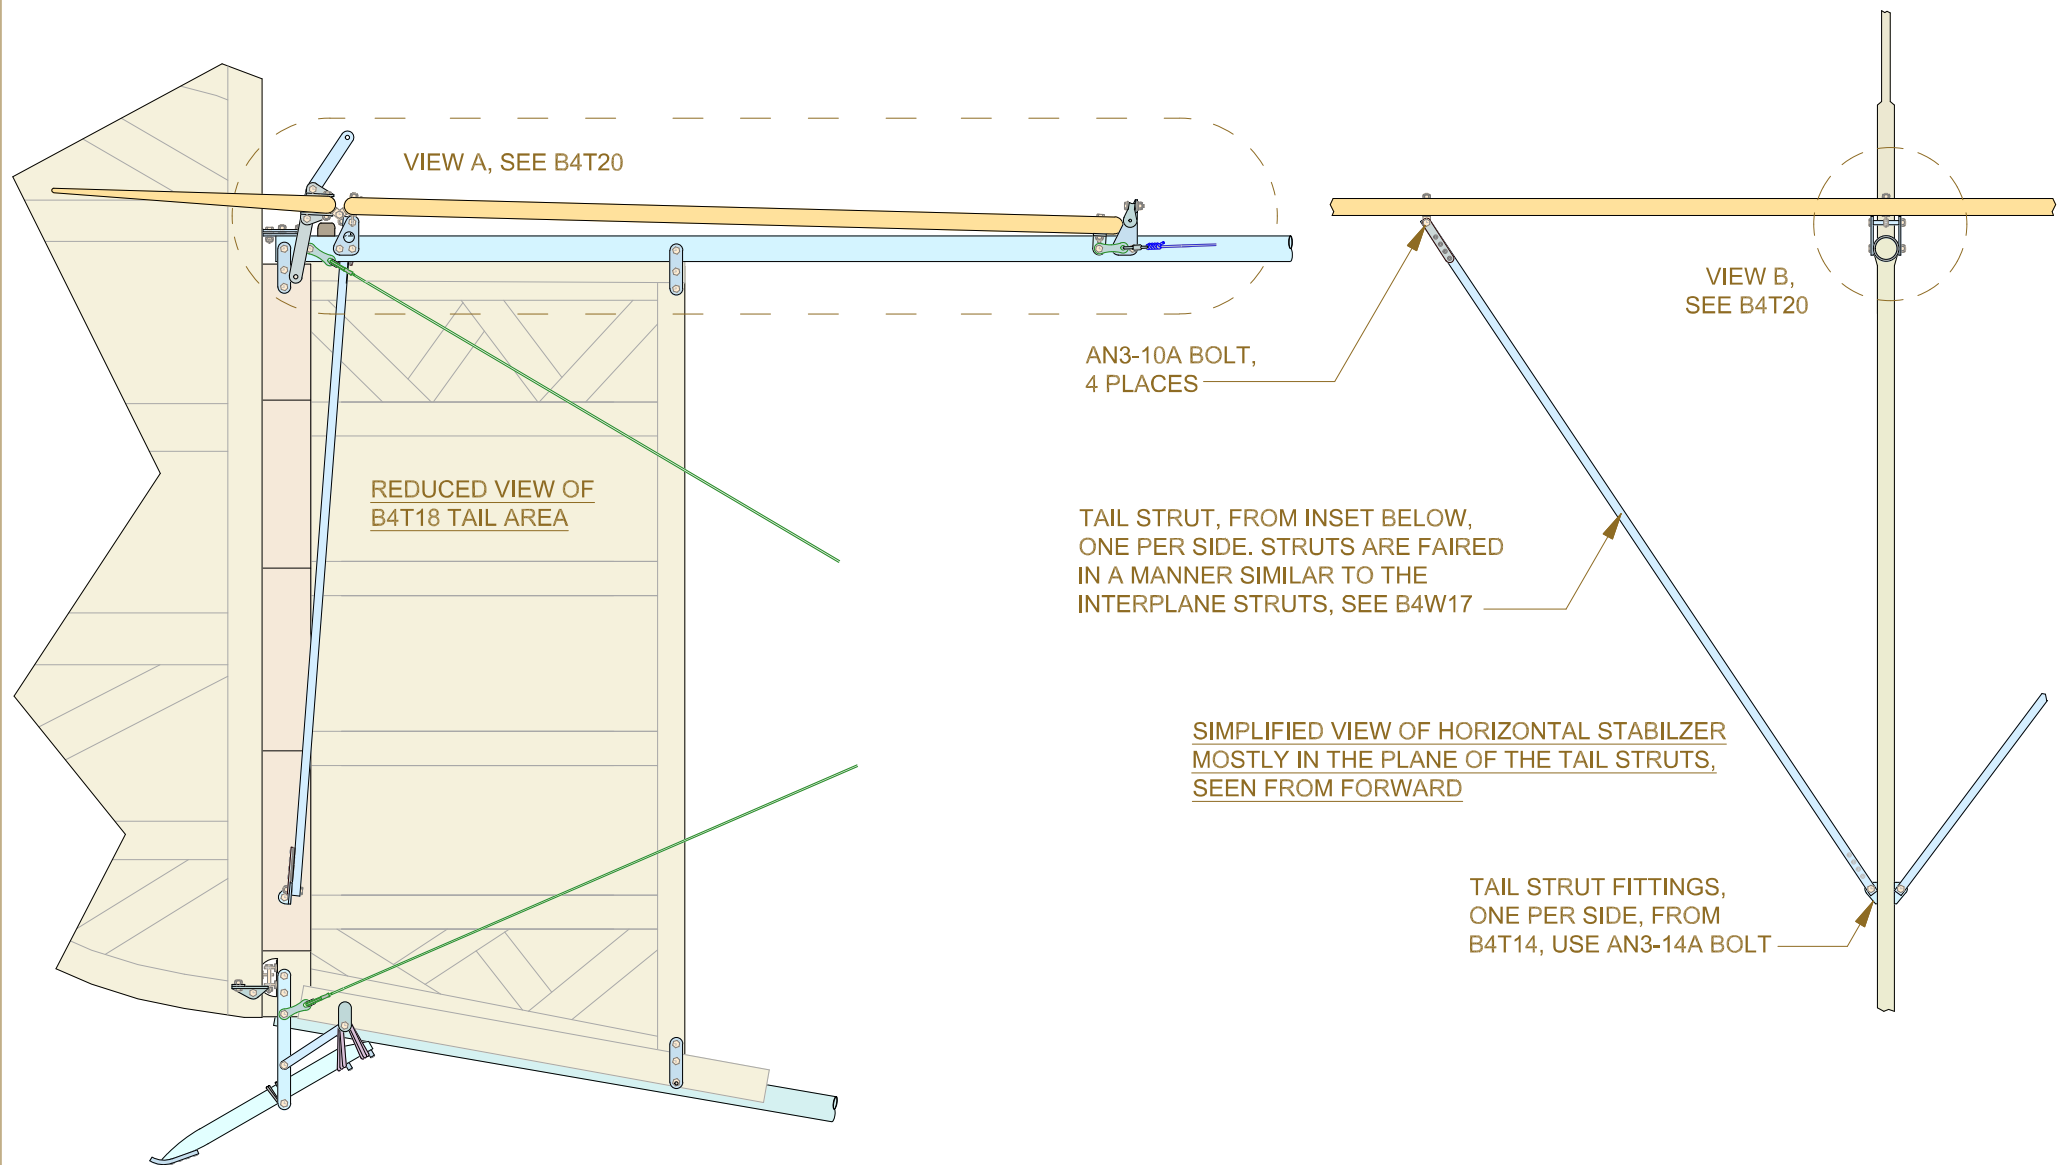 VIEW A, SEE B4T20
VIEW B,
SEE B4T20
AN3-10A BOLT,
4 PLACES
REDUCED VIEW OF
B4T18 TAIL AREA
TAIL STRUT, FROM INSET BELOW,
ONE PER SIDE. STRUTS ARE FAIRED
IN A MANNER SIMILAR TO THE
INTERPLANE STRUTS, SEE B4W17
SIMPLIFIED VIEW OF HORIZONTAL STABILZER
MOSTLY IN THE PLANE OF THE TAIL STRUTS,
SEEN FROM FORWARD
TAIL STRUT FITTINGS,
ONE PER SIDE, FROM
B4T14, USE AN3-14A BOLT